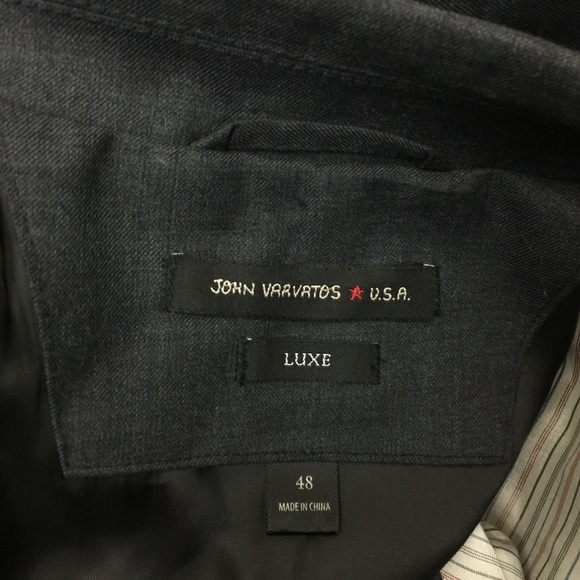 JOHN VARVATOS ★ U.S.A.
LUXE
48
MADE IN CHINA